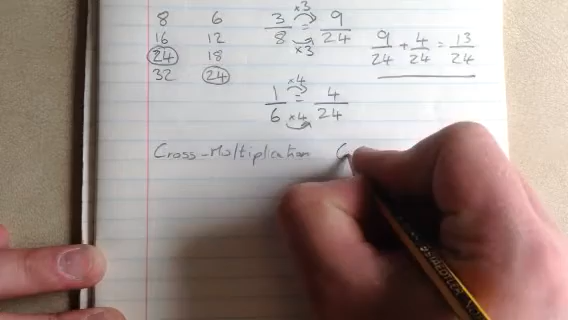 8 6
16 12
24 18
32 24
×3
3/8 = 9/24
×3
9/24 + 4/24 = 13/24
×4
1/6 = 4/24
×4
Cross-Multiplication